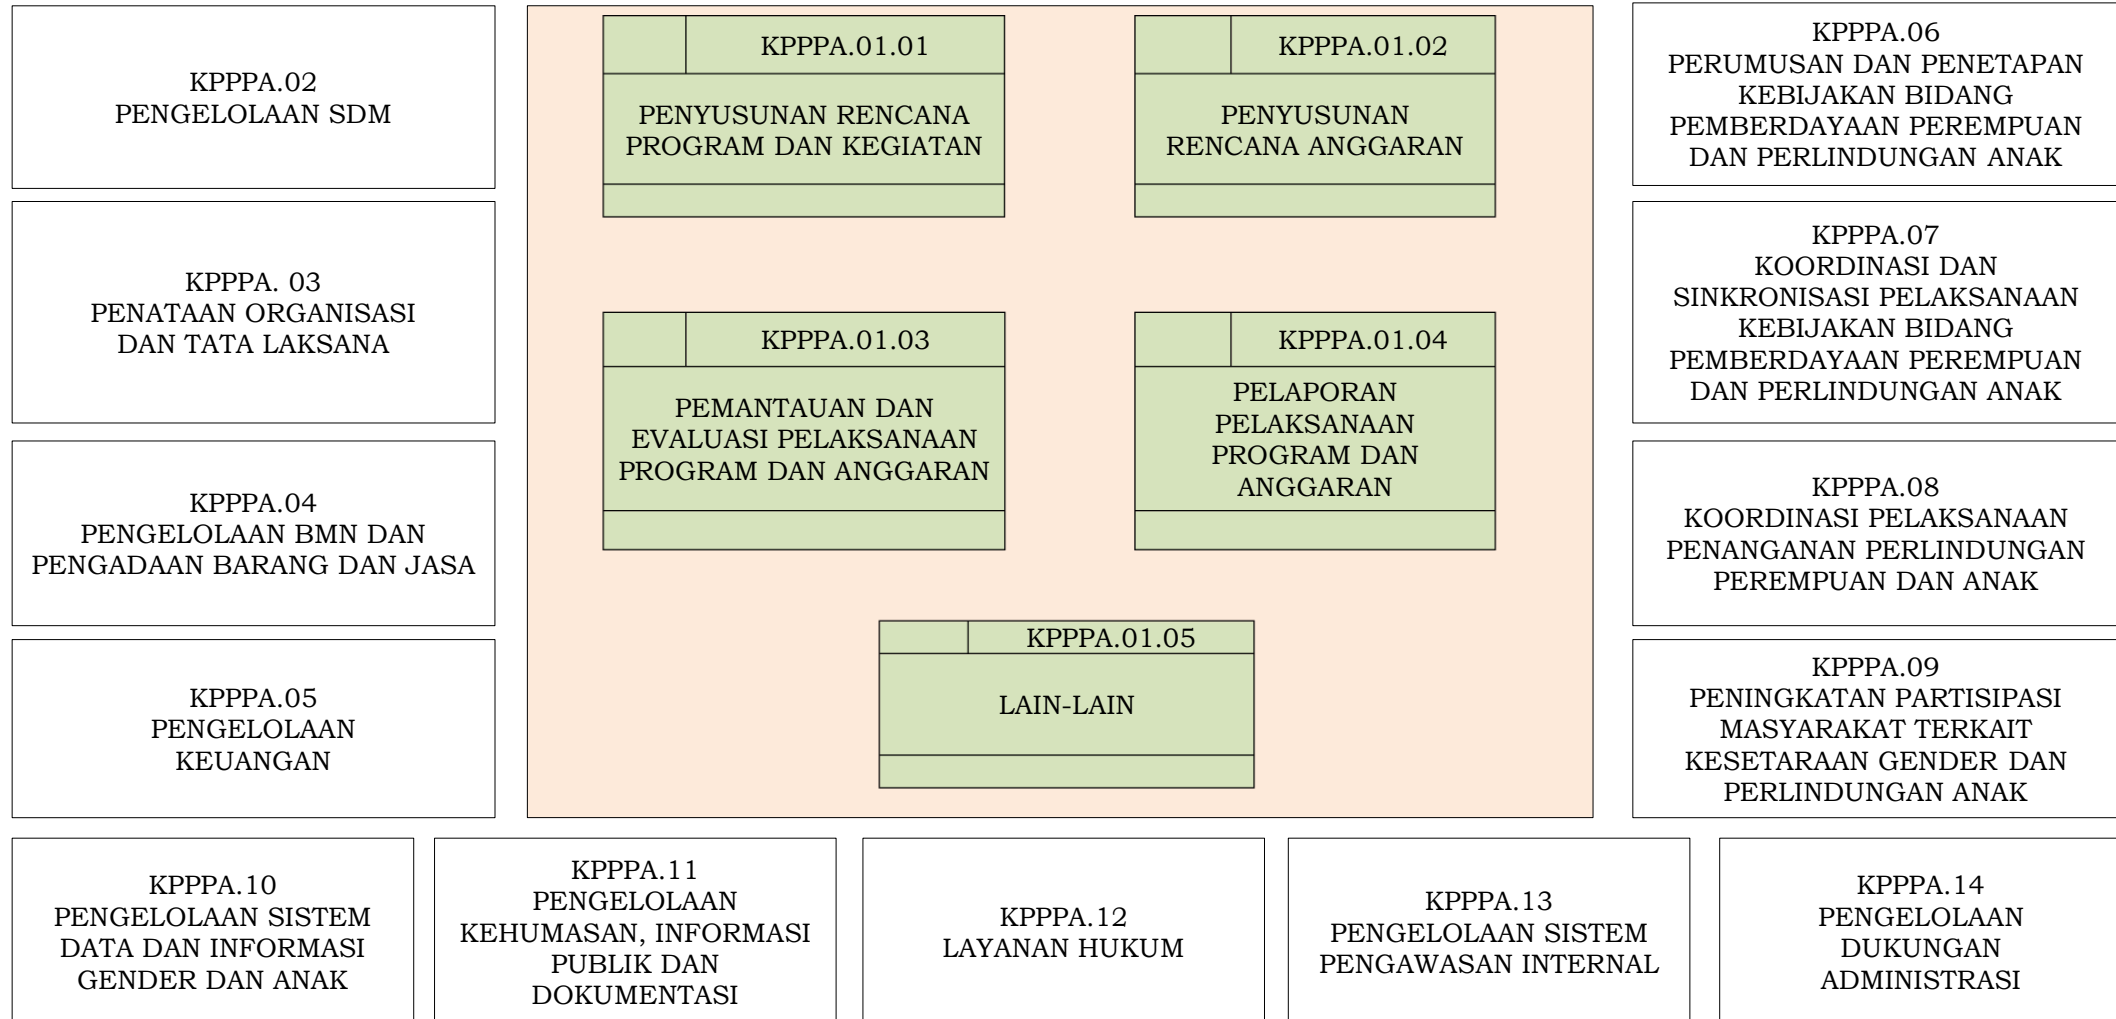 KPPPA.02
PENGELOLAAN SDM
KPPPA. 03
PENATAAN ORGANISASI
DAN TATA LAKSANA
KPPPA.04
PENGELOLAAN BMN DAN
PENGADAAN BARANG DAN JASA
KPPPA.05
PENGELOLAAN
KEUANGAN
KPPPA.01.01
PENYUSUNAN RENCANA
PROGRAM DAN KEGIATAN
KPPPA.01.02
PENYUSUNAN
RENCANA ANGGARAN
KPPPA.01.03
PEMANTAUAN DAN
EVALUASI PELAKSANAAN
PROGRAM DAN ANGGARAN
KPPPA.01.04
PELAPORAN
PELAKSANAAN
PROGRAM DAN
ANGGARAN
KPPPA.01.05
LAIN-LAIN
KPPPA.06
PERUMUSAN DAN PENETAPAN
KEBIJAKAN BIDANG
PEMBERDAYAAN PEREMPUAN
DAN PERLINDUNGAN ANAK
KPPPA.07
KOORDINASI DAN
SINKRONISASI PELAKSANAAN
KEBIJAKAN BIDANG
PEMBERDAYAAN PEREMPUAN
DAN PERLINDUNGAN ANAK
KPPPA.08
KOORDINASI PELAKSANAAN
PENANGANAN PERLINDUNGAN
PEREMPUAN DAN ANAK
KPPPA.09
PENINGKATAN PARTISIPASI
MASYARAKAT TERKAIT
KESETARAAN GENDER DAN
PERLINDUNGAN ANAK
KPPPA.10
PENGELOLAAN SISTEM
DATA DAN INFORMASI
GENDER DAN ANAK
KPPPA.11
PENGELOLAAN
KEHUMASAN, INFORMASI
PUBLIK DAN
DOKUMENTASI
KPPPA.12
LAYANAN HUKUM
KPPPA.13
PENGELOLAAN SISTEM
PENGAWASAN INTERNAL
KPPPA.14
PENGELOLAAN
DUKUNGAN
ADMINISTRASI